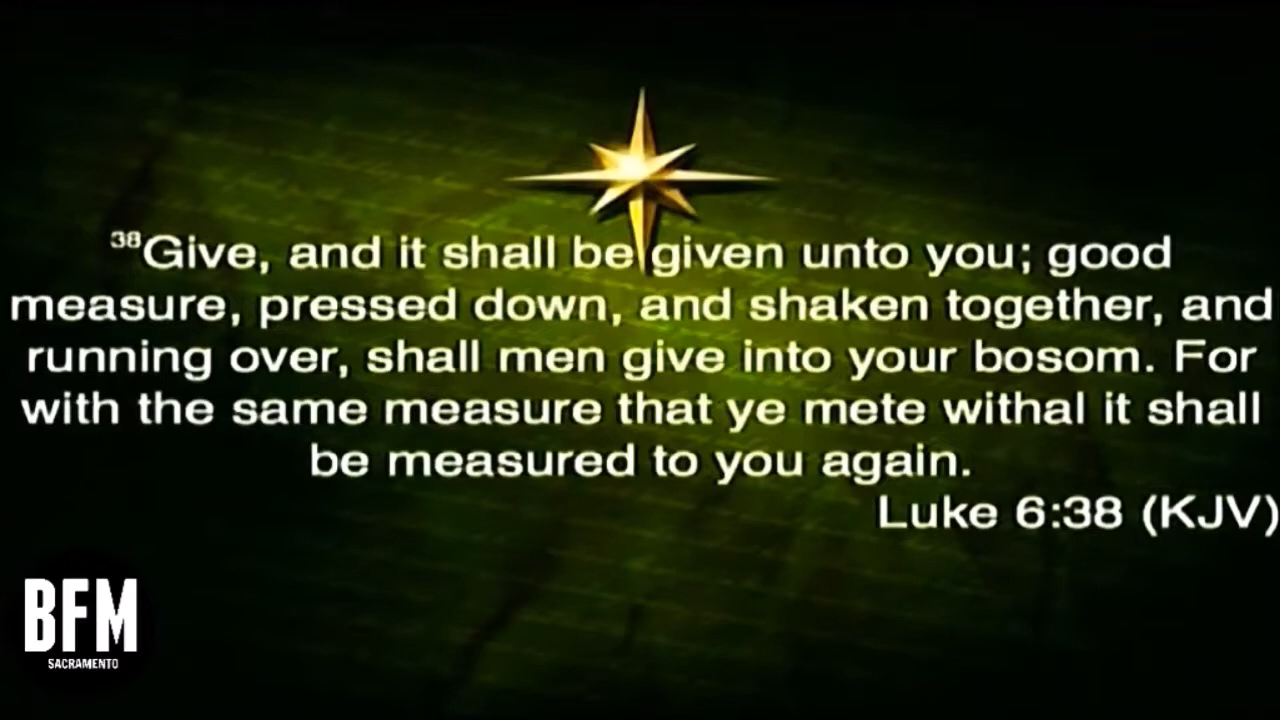 38Give, and it shall be given unto you; good
measure, pressed down, and shaken together, and
running over, shall men give into your bosom. For
with the same measure that ye mete withal it shall
be measured to you again.
Luke 6:38 (KJV)
BFM
SACRAMENTO